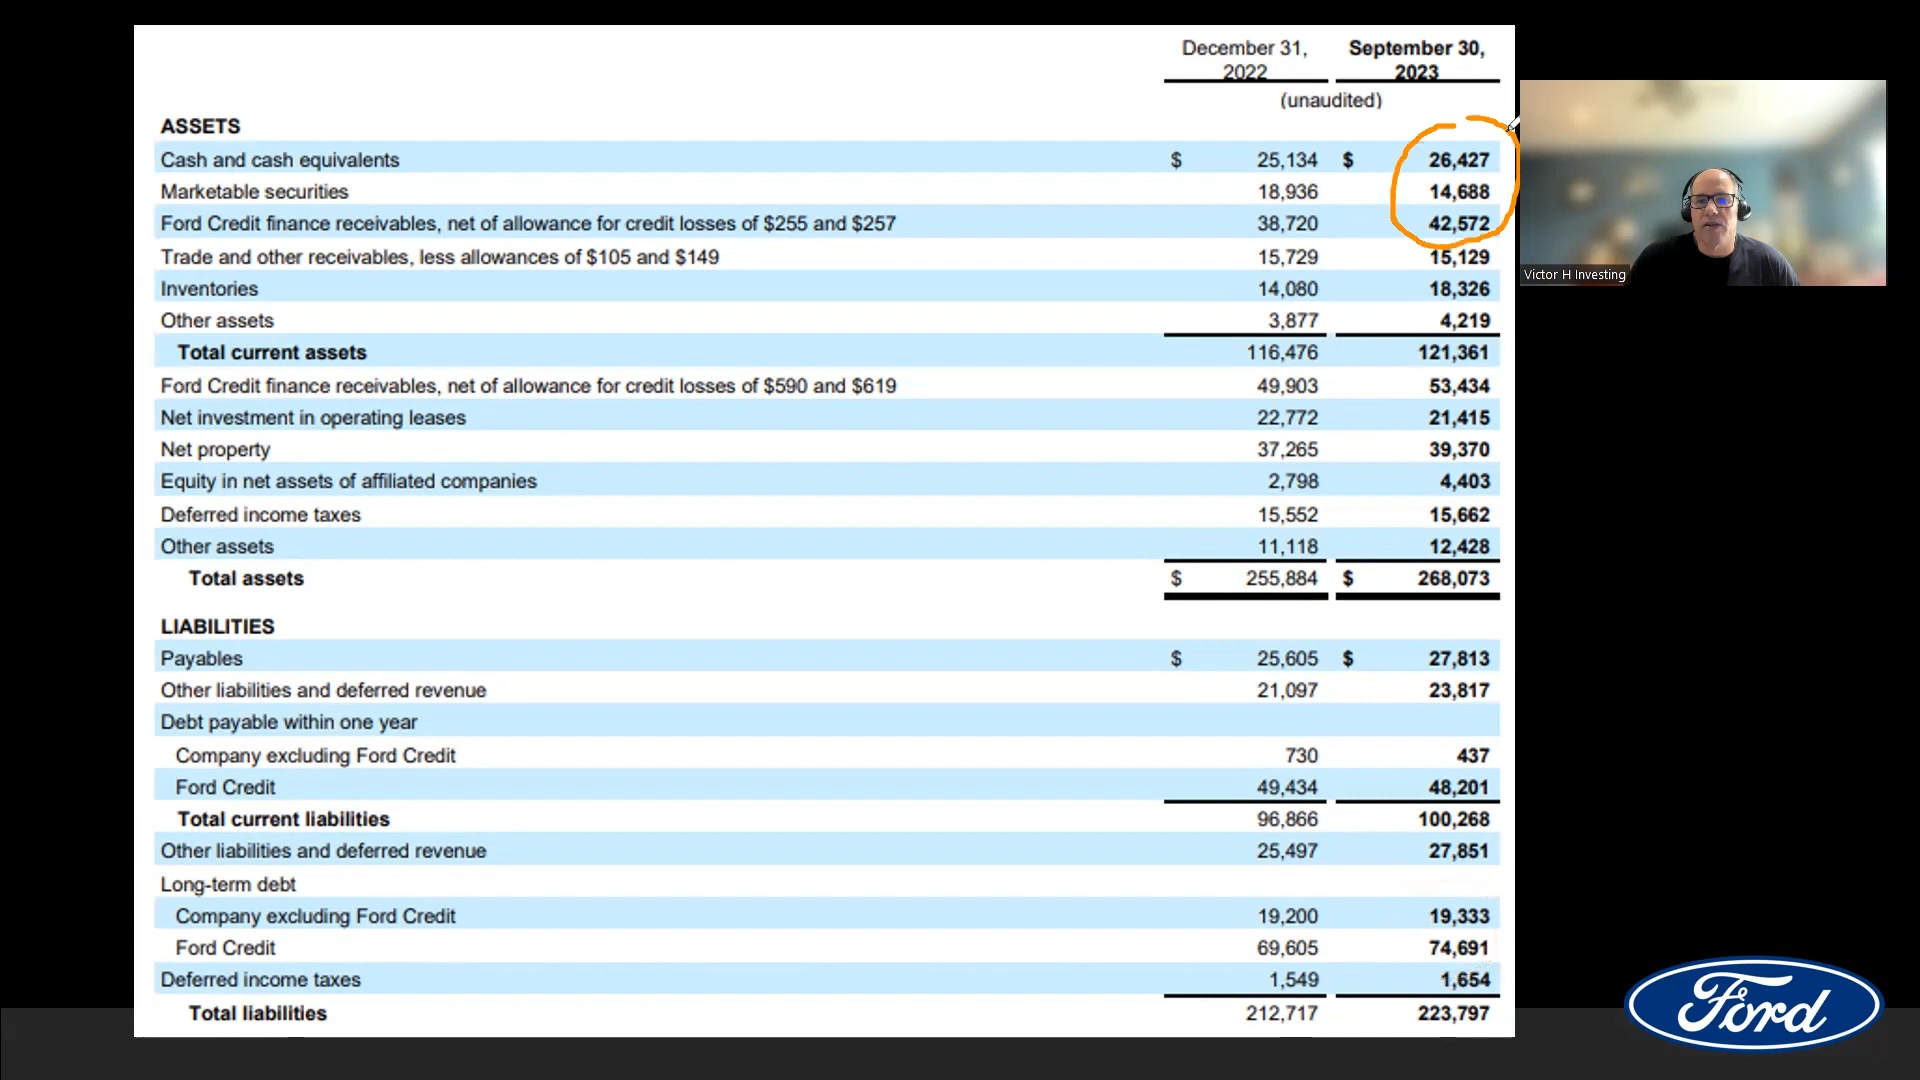 December 31, 2022 September 30, 2023
(unaudited)
ASSETS
Cash and cash equivalents $ 25,134 $ 26,427
Marketable securities 18,936 14,688
Ford Credit finance receivables, net of allowance for credit losses of $255 and $257 38,720 42,572
Trade and other receivables, less allowances of $105 and $149 15,729 15,129
Inventories 14,080 18,326
Other assets 3,877 4,219
Total current assets 116,476 121,361
Ford Credit finance receivables, net of allowance for credit losses of $590 and $619 49,903 53,434
Net investment in operating leases 22,772 21,415
Net property 37,265 39,370
Equity in net assets of affiliated companies 2,798 4,403
Deferred income taxes 15,552 15,662
Other assets 11,118 12,428
Total assets $ 255,884 $ 268,073
LIABILITIES
Payables $ 25,605 $ 27,813
Other liabilities and deferred revenue 21,097 23,817
Debt payable within one year
Company excluding Ford Credit 730 437
Ford Credit 49,434 48,201
Total current liabilities 96,866 100,268
Other liabilities and deferred revenue 25,497 27,851
Long-term debt
Company excluding Ford Credit 19,200 19,333
Ford Credit 69,605 74,691
Deferred income taxes 1,549 1,654
Total liabilities 212,717 223,797
Victor H Investing
Ford